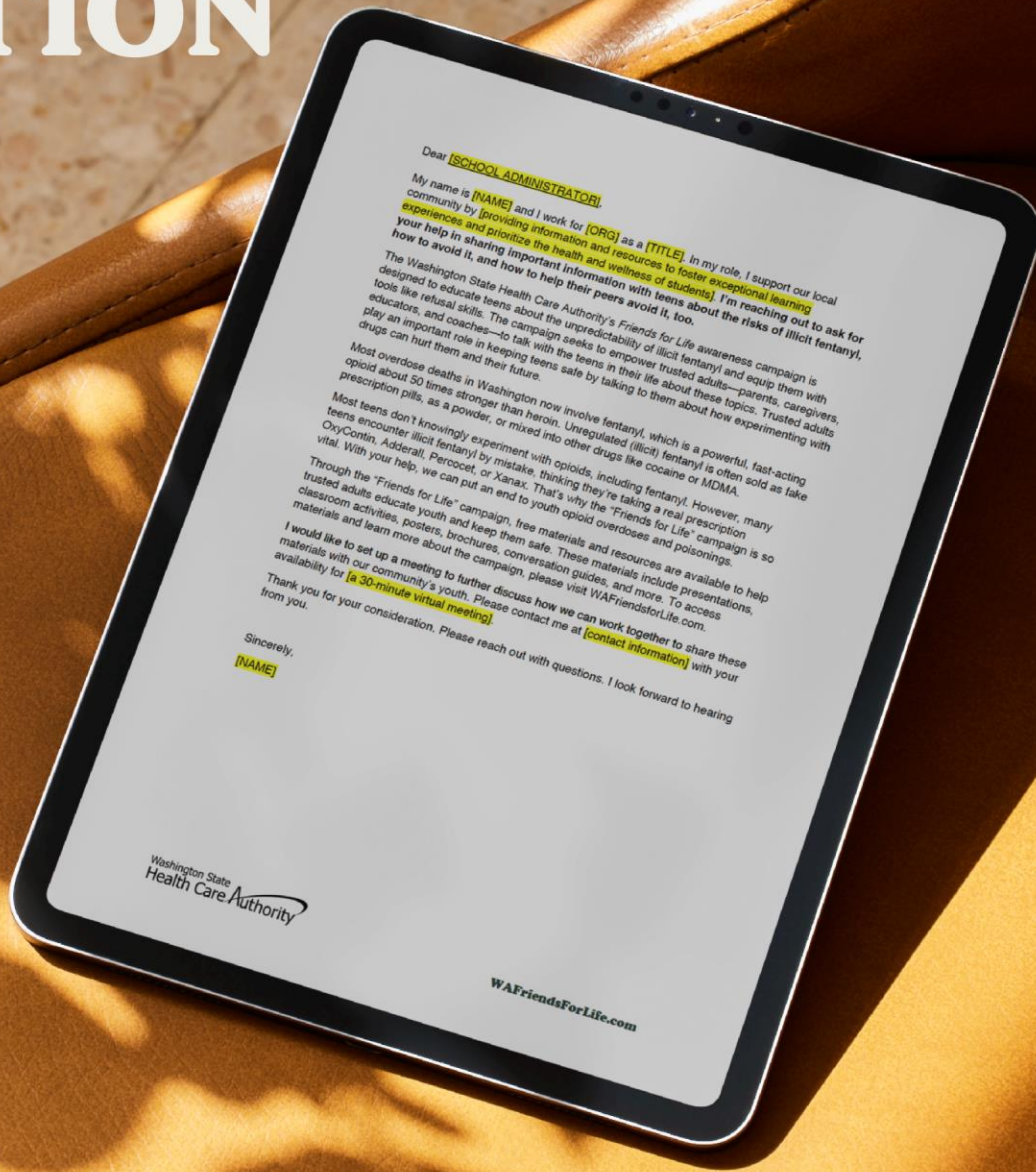 TION
Dear [SCHOOL ADMINISTRATOR],
My name is [NAME] and I work for [ORG] as a [TITLE]. In my role, I support our local
community by [providing information and resources to foster exceptional learning
experiences and prioritize the health and wellness of students]. I'm reaching out to ask for
your help in sharing important information with teens about the risks of illicit fentanyl,
how to avoid it, and how to help their peers avoid it, too.
The Washington State Health Care Authority's Friends for Life awareness campaign is
designed to educate teens about the unpredictability of illicit fentanyl and equip them with
tools like refusal skills. The campaign seeks to empower trusted adults—parents, caregivers,
educators, and coaches—to talk with the teens in their life about these topics. Trusted adults
play an important role in keeping teens safe by talking to them about how experimenting with
drugs can hurt them and their future.
Most overdose deaths in Washington now involve fentanyl, which is a powerful, fast-acting
opioid about 50 times stronger than heroin. Unregulated (illicit) fentanyl is often sold as fake
prescription pills, as a powder, or mixed into other drugs like cocaine or MDMA.
Most teens don't knowingly experiment with opioids, including fentanyl. However, many
teens encounter illicit fentanyl by mistake, thinking they're taking a real prescription
OxyContin, Adderall, Percocet, or Xanax. That's why the "Friends for Life" campaign is so
vital. With your help, we can put an end to youth opioid overdoses and poisonings.
Through the "Friends for Life" campaign, free materials and resources are available to help
trusted adults educate youth and keep them safe. These materials include presentations,
classroom activities, posters, brochures, conversation guides, and more. To access
materials and learn more about the campaign, please visit WAFriendsforLife.com.
I would like to set up a meeting to further discuss how we can work together to share these
materials with our community's youth. Please contact me at [contact information] with your
availability for [a 30-minute virtual meeting].
Thank you for your consideration. Please reach out with questions. I look forward to hearing
from you.
Sincerely,
[NAME]
Washington State
Health Care Authority
WAFriendsForLife.com